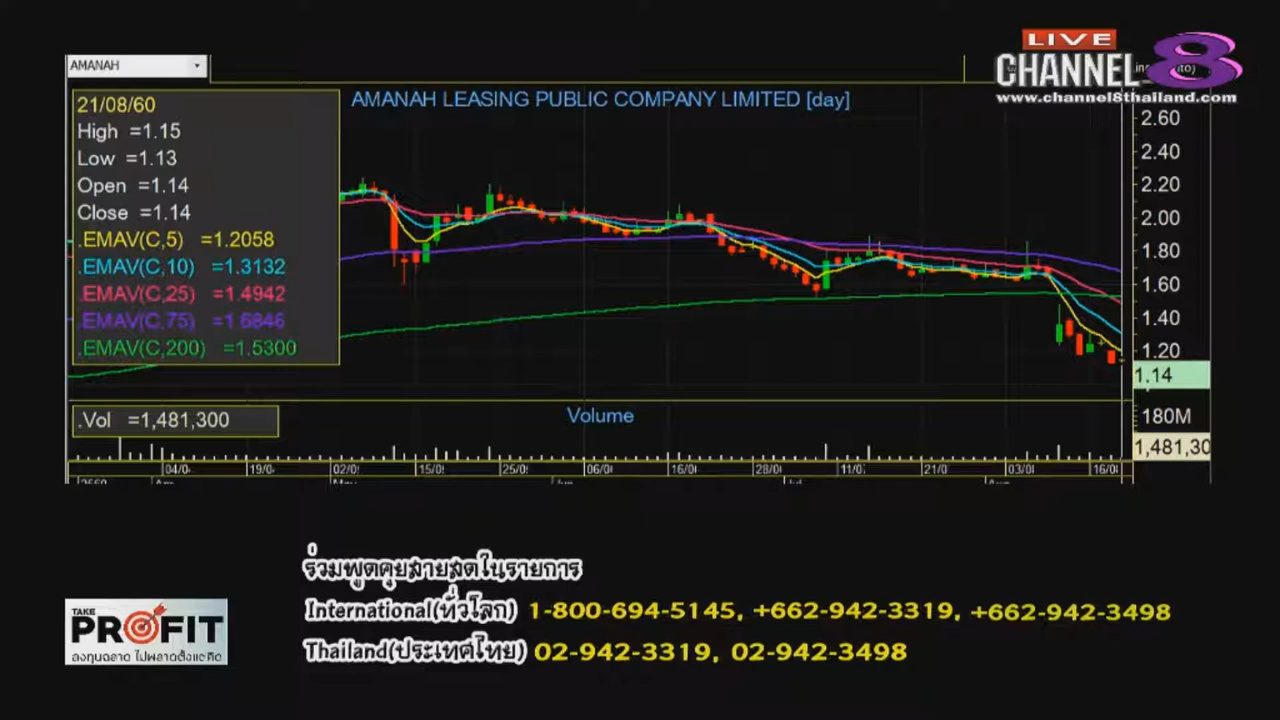 LIVE
CHANNEL 8
www.channel8thailand.com
AMANAH
AMANAH LEASING PUBLIC COMPANY LIMITED [day]
21/08/60
High =1.15
Low =1.13
Open =1.14
Close =1.14
.EMAV(C,5) =1.2058
.EMAV(C,10) =1.3132
.EMAV(C,25) =1.4942
.EMAV(C,75) =1.6846
.EMAV(C,200) =1.5300
2.60
2.40
2.20
2.00
1.80
1.60
1.40
1.20
1.14
.Vol =1,481,300
Volume
180M
1,481,30
04/0 19/0 02/0 15/0 25/0 06/0 16/0 28/0 11/0 21/0 03/0 16/0
ร่วมพูดคุยสายสดในรายการ
International(ทั่วโลก) 1-800-694-5145, +662-942-3319, +662-942-3498
Thailand(ประเทศไทย) 02-942-3319, 02-942-3498
TAKE
PROFIT
ลงทุนฉลาด ไม่พลาดตั้งแต่คิด